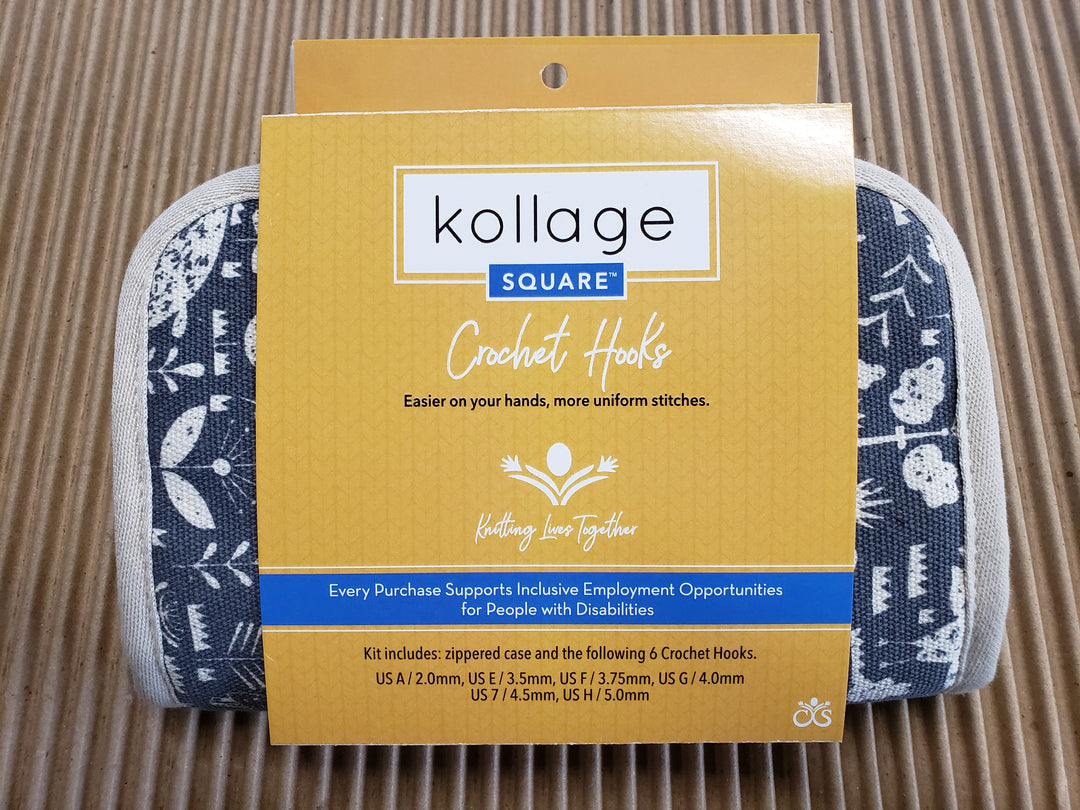 kollage
SQUARE™
Crochet Hooks
Easier on your hands, more uniform stitches.
Knitting Lives Together
Every Purchase Supports Inclusive Employment Opportunities
for People with Disabilities
Kit includes: zippered case and the following 6 Crochet Hooks.
US A / 2.0mm, US E / 3.5mm, US F / 3.75mm, US G / 4.0mm
US 7 / 4.5mm, US H / 5.0mm